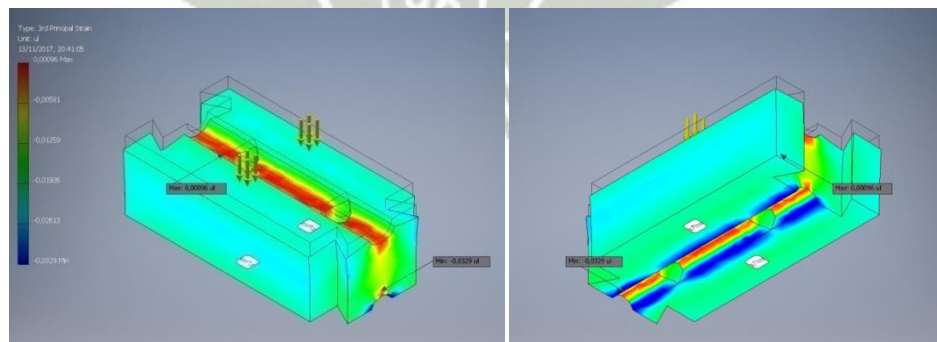 Type: 3rd Principal Strain
Unit: ul
13/11/2017, 20:41:05
0,00096 Max
-0,00581
-0,01259
-0,01936
-0,02613
-0,0329 Min
Max: 0,00096 ul
Min: -0,0329 ul
Max: 0,00096 ul
Min: -0,0329 ul